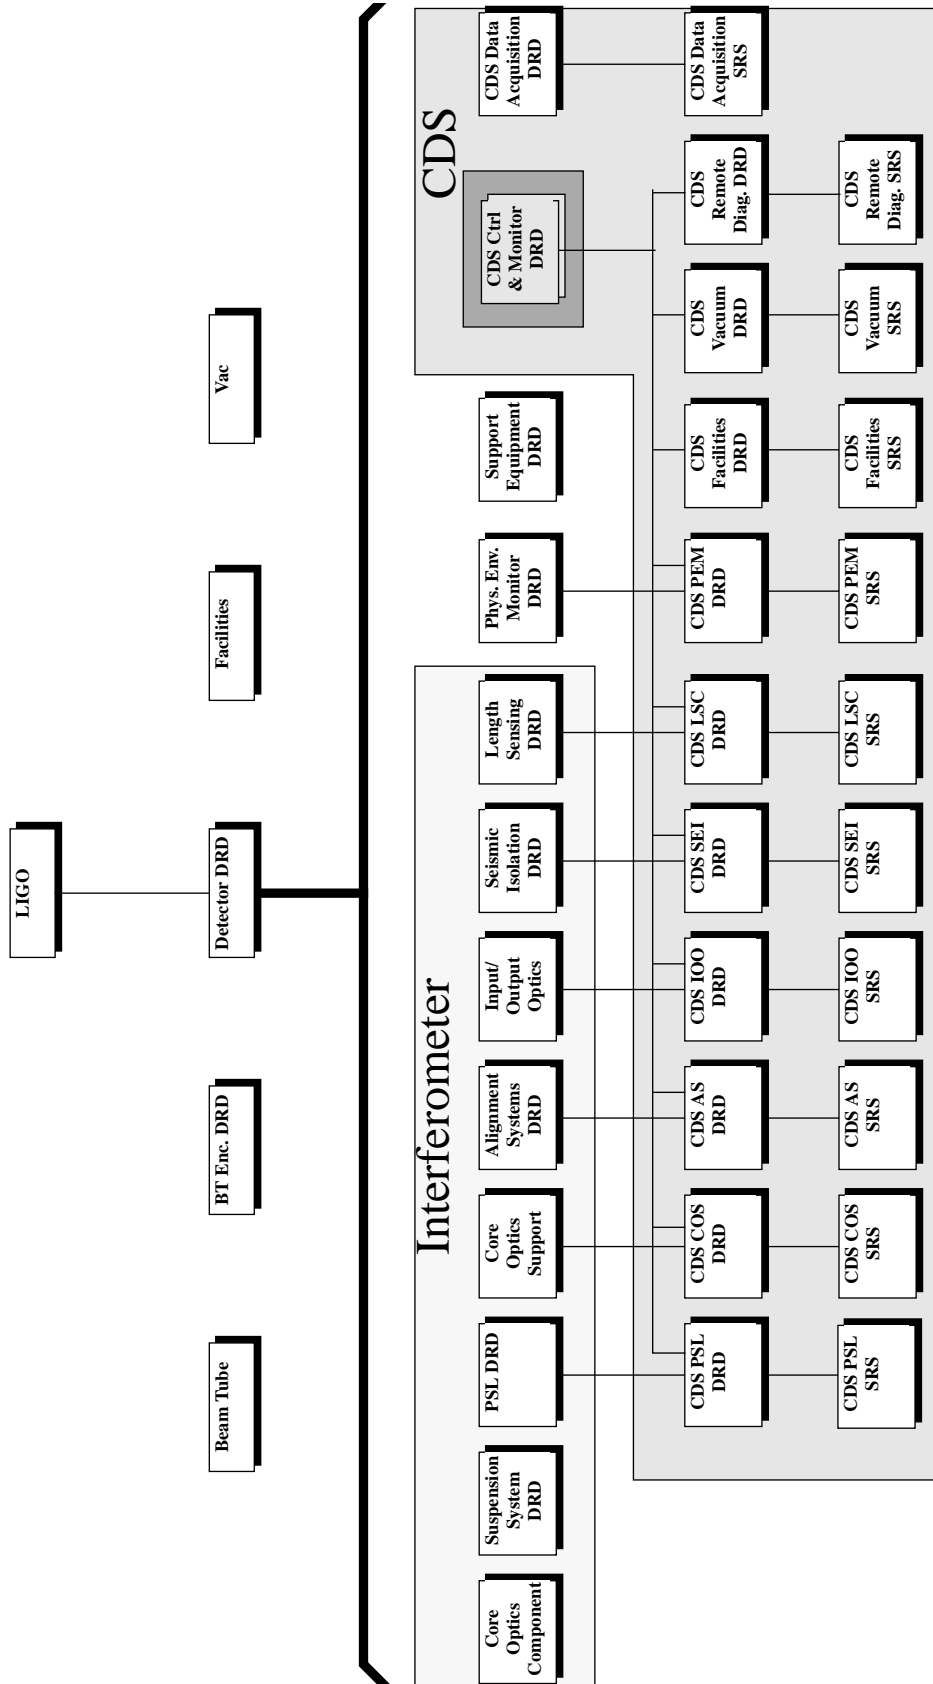 LIGO
Beam Tube
BT Enc. DRD
Detector DRD
Facilities
Vac
Interferometer
CDS
Core
Optics
Component
Suspension
System
DRD
PSL DRD
Core
Optics
Support
Alignment
Systems
DRD
Input/
Output
Optics
Seismic
Isolation
DRD
Length
Sensing
DRD
Phys. Env.
Monitor
DRD
Support
Equipment
DRD
CDS Ctrl
& Monitor
DRD
CDS Data
Acquisition
DRD
CDS PSL
DRD
CDS COS
DRD
CDS AS
DRD
CDS IOO
DRD
CDS SEI
DRD
CDS LSC
DRD
CDS PEM
DRD
CDS
Facilities
DRD
CDS
Vacuum
DRD
CDS
Remote
Diag. DRD
CDS Data
Acquisition
SRS
CDS PSL
SRS
CDS COS
SRS
CDS AS
SRS
CDS IOO
SRS
CDS SEI
SRS
CDS LSC
SRS
CDS PEM
SRS
CDS
Facilities
SRS
CDS
Vacuum
SRS
CDS
Remote
Diag. SRS